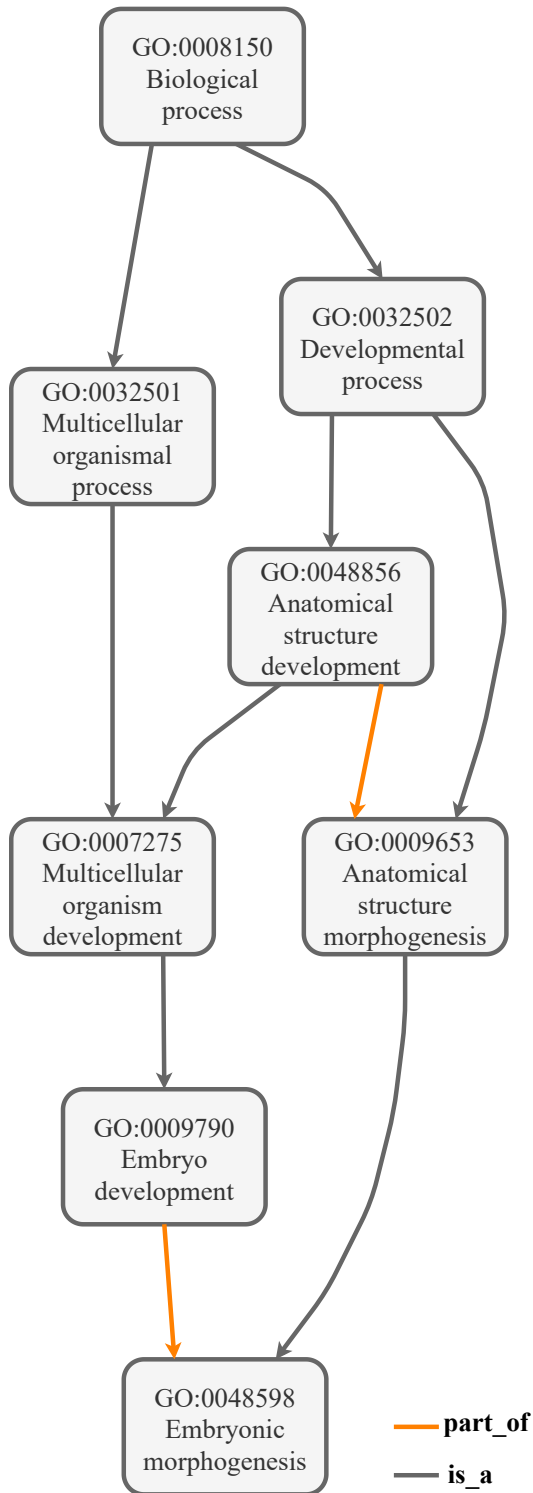 GO:0008150
Biological
process
GO:0032502
Developmental
process
GO:0032501
Multicellular
organismal
process
GO:0048856
Anatomical
structure
development
GO:0007275
Multicellular
organism
development
GO:0009653
Anatomical
structure
morphogenesis
GO:0009790
Embryo
development
GO:0048598
Embryonic
morphogenesis
part_of
is_a